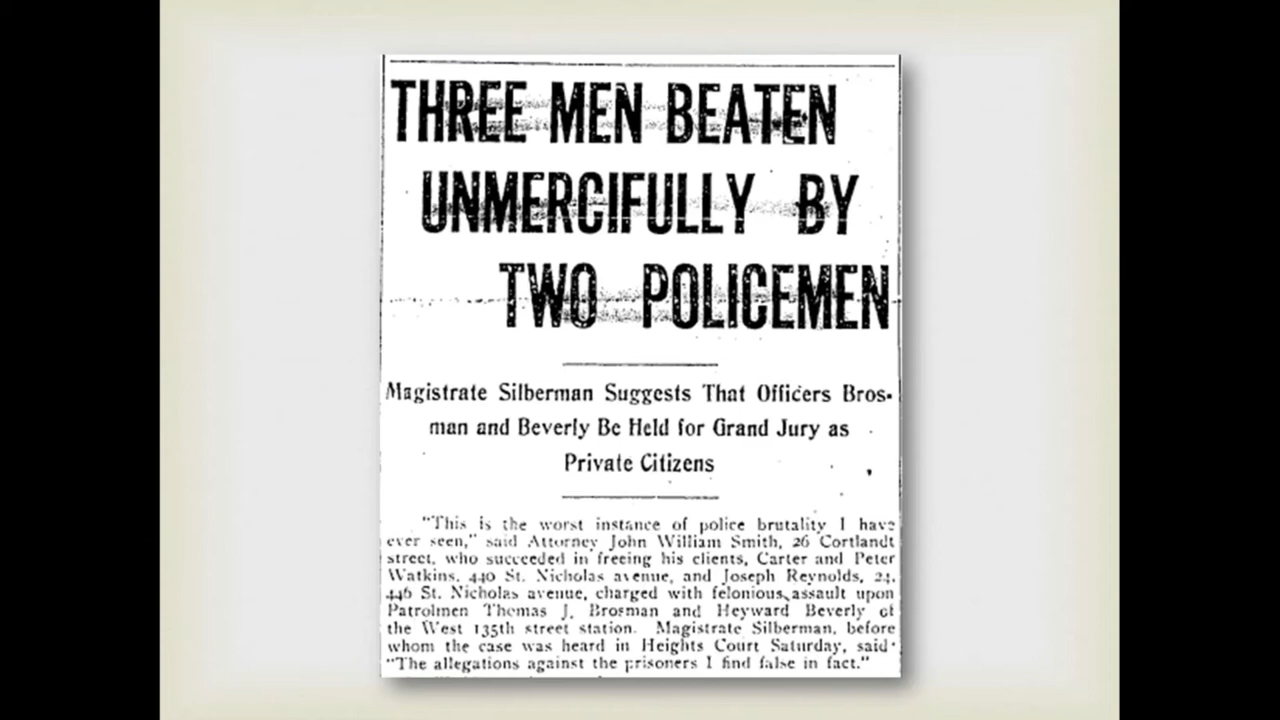 THREE MEN BEATEN
UNMERCIFULLY BY
TWO POLICEMEN
Magistrate Silberman Suggests That Officers Bros-
man and Beverly Be Held for Grand Jury as
Private Citizens
"This is the worst instance of police brutality I have
ever seen," said Attorney John William Smith, 26 Cortlandt
street, who succeeded in freeing his clients, Carter and Peter
Watkins, 440 St. Nicholas avenue, and Joseph Reynolds, 24,
446 St. Nicholas avenue, charged with felonious assault upon
Patrolmen Thomas J. Brosman and Heyward Beverly of
the West 135th street station. Magistrate Silberman, before
whom the case was heard in Heights Court Saturday, said
"The allegations against the prisoners I find false in fact."